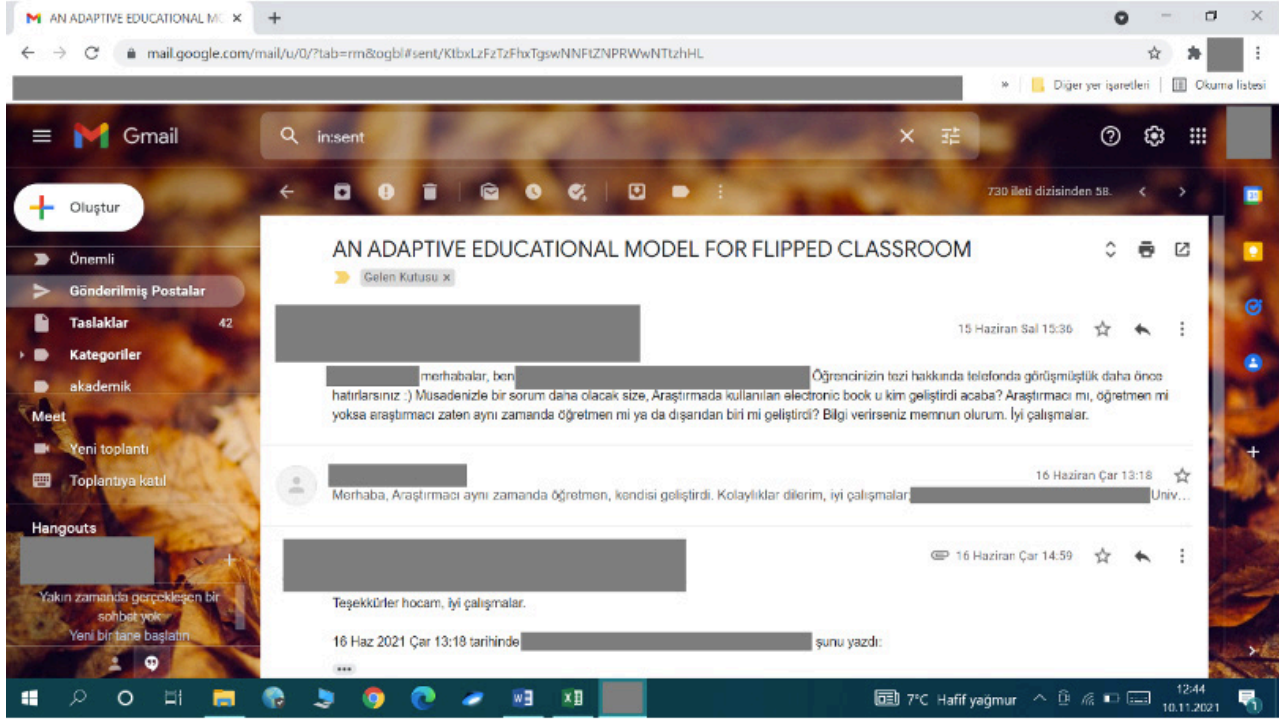 AN ADAPTIVE EDUCATIONAL MO
mail.google.com/mail/u/0/?tab=rm&ogbl#sent/KtbxLzFzTzFhxTgswNNFtZNPRWwNTtzhHL
» Diğer yer işaretleri Okuma listesi
Gmail
in:sent
Oluştur
730 ileti dizisinden 58.
Önemli
Gönderilmiş Postalar
Taslaklar 42
Kategoriler
akademik
Meet
Yeni toplantı
Toplantıya katıl
Hangouts
Yakın zamanda gerçekleşen bir
sohbet yok
Yeni bir tane başlatın
AN ADAPTIVE EDUCATIONAL MODEL FOR FLIPPED CLASSROOM
Gelen Kutusu x
15 Haziran Sal 15:36
merhabalar, ben Öğrencinizin tezi hakkında telefonda görüşmüştük daha önce
hatırlarsınız :) Müsadenizle bir sorum daha olacak size, Araştırmada kullanılan electronic book u kim geliştirdi acaba? Araştırmacı mı, öğretmen mi
yoksa araştırmacı zaten aynı zamanda öğretmen mi ya da dışarıdan biri mi geliştirdi? Bilgi verirseniz memnun olurum. İyi çalışmalar.
16 Haziran Çar 13:18
Merhaba, Araştırmacı aynı zamanda öğretmen, kendisi geliştirdi. Kolaylıklar dilerim, iyi çalışmalar; Univ...
16 Haziran Çar 14:59
Teşekkürler hocam, iyi çalışmalar.
16 Haz 2021 Çar 13:18 tarihinde şunu yazdı:
7°C Hafif yağmur
12:44
10.11.2021